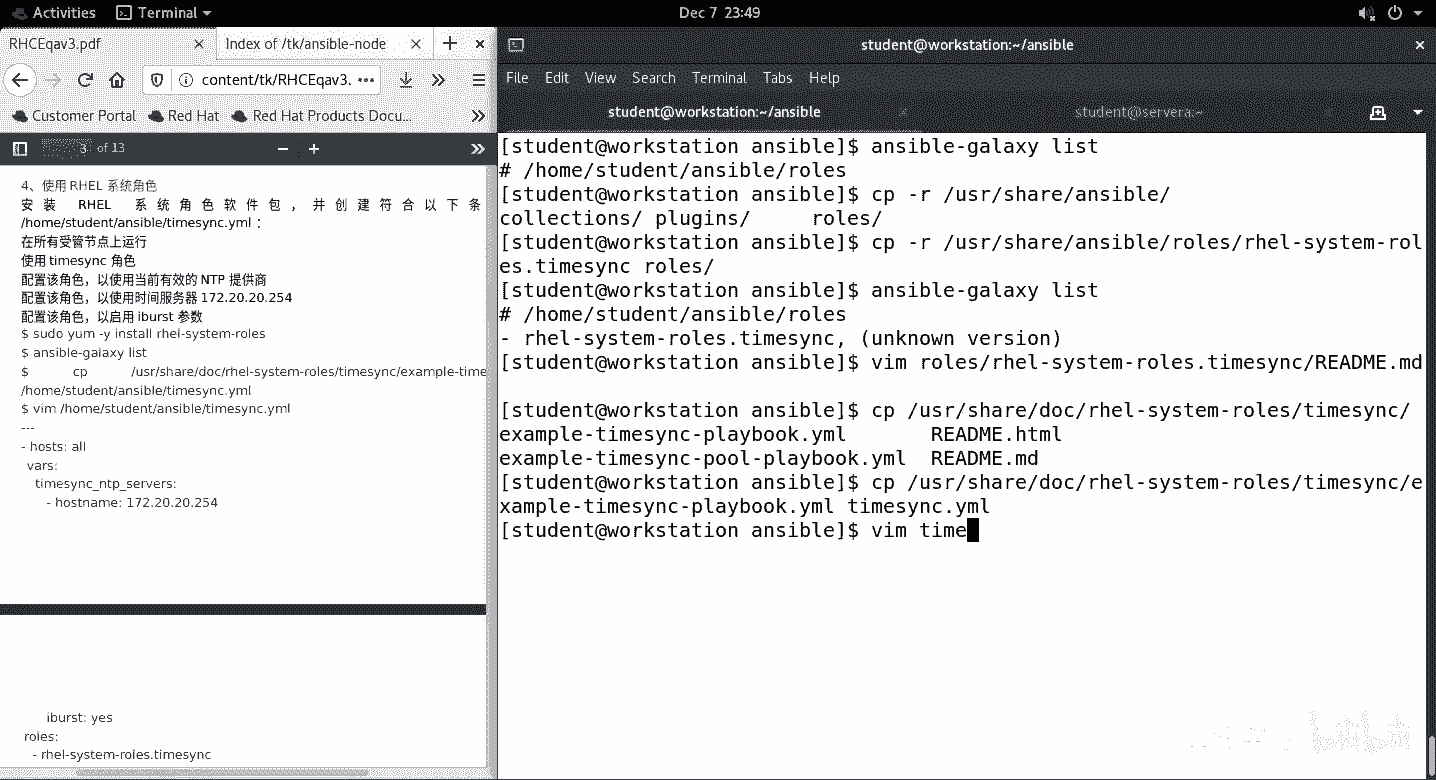 Activities Terminal Dec 7 23:49
RHCEqav3.pdf Index of /tk/ansible-node
content/tk/RHCEqav3.
Customer Portal Red Hat Red Hat Products Docu...
3 of 13
4、使用 RHEL 系统角色
安装 RHEL 系统角色软件包，并创建符合以下条
/home/student/ansible/timesync.yml：
在所有受管节点上运行
使用 timesync 角色
配置该角色，以使用当前有效的 NTP 提供商
配置该角色，以使用时间服务器 172.20.20.254
配置该角色，以启用 iburst 参数
$ sudo yum -y install rhel-system-roles
$ ansible-galaxy list
$ cp /usr/share/doc/rhel-system-roles/timesync/example-time
/home/student/ansible/timesync.yml
$ vim /home/student/ansible/timesync.yml
---
- hosts: all
vars:
timesync_ntp_servers:
- hostname: 172.20.20.254
iburst: yes
roles:
- rhel-system-roles.timesync
student@workstation:~/ansible
File Edit View Search Terminal Tabs Help
student@workstation:~/ansible student@servera:~
[student@workstation ansible]$ ansible-galaxy list
# /home/student/ansible/roles
[student@workstation ansible]$ cp -r /usr/share/ansible/
collections/ plugins/ roles/
[student@workstation ansible]$ cp -r /usr/share/ansible/roles/rhel-system-rol
es.timesync roles/
[student@workstation ansible]$ ansible-galaxy list
# /home/student/ansible/roles
- rhel-system-roles.timesync, (unknown version)
[student@workstation ansible]$ vim roles/rhel-system-roles.timesync/README.md
[student@workstation ansible]$ cp /usr/share/doc/rhel-system-roles/timesync/
example-timesync-playbook.yml README.html
example-timesync-pool-playbook.yml README.md
[student@workstation ansible]$ cp /usr/share/doc/rhel-system-roles/timesync/e
xample-timesync-playbook.yml timesync.yml
[student@workstation ansible]$ vim time